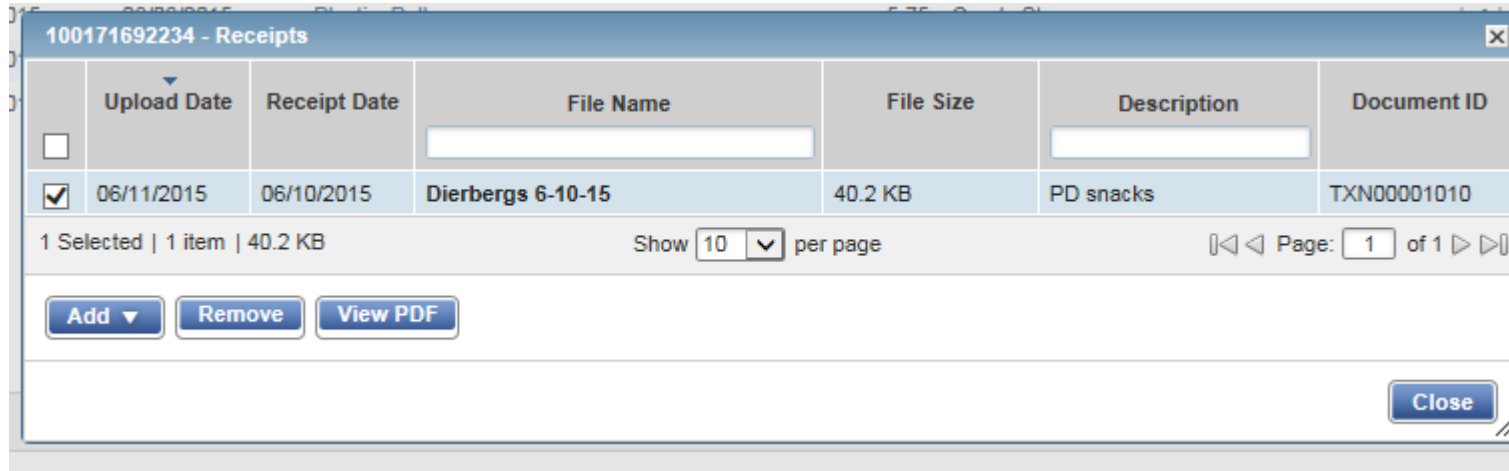 100171692234 - Receipts
Upload Date Receipt Date File Name File Size Description Document ID
06/11/2015 06/10/2015 Dierbergs 6-10-15 40.2 KB PD snacks TXN00001010
1 Selected | 1 item | 40.2 KB Show 10 per page Page: 1 of 1
Add Remove View PDF
Close